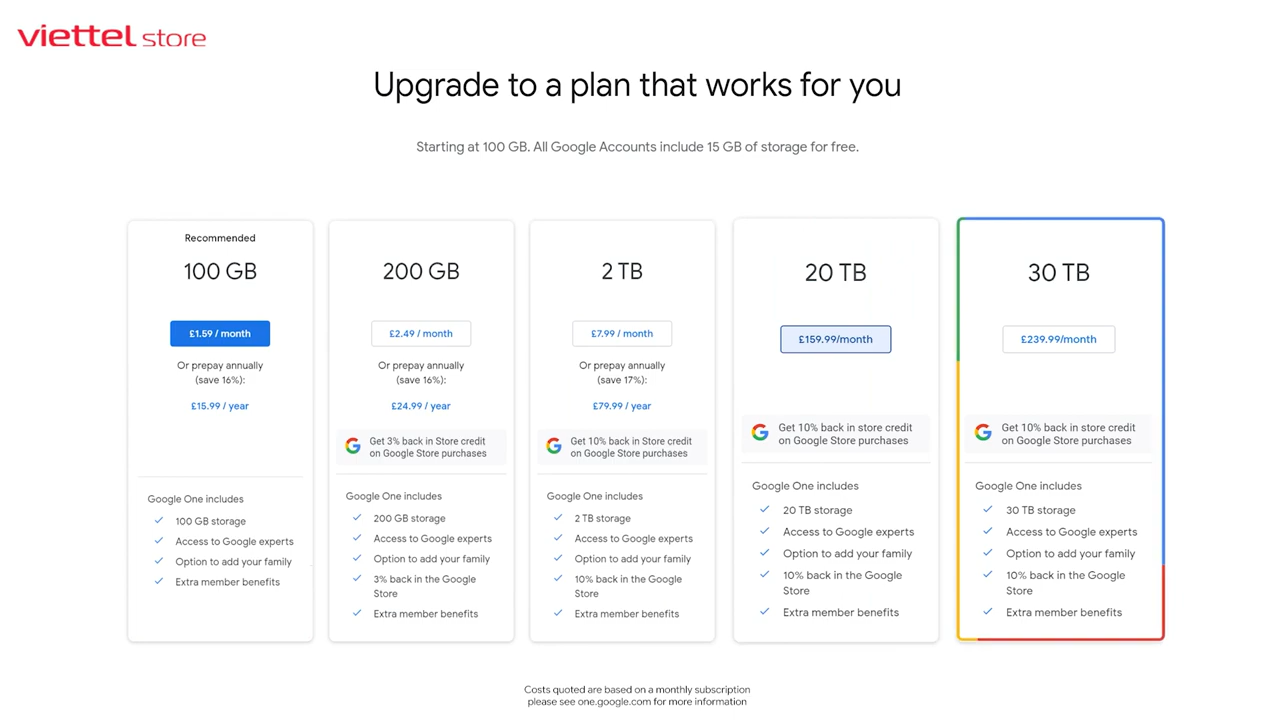 viettel store
Upgrade to a plan that works for you
Starting at 100 GB. All Google Accounts include 15 GB of storage for free.
Recommended
100 GB
£1.59 / month
Or prepay annually
(save 16%):
£15.99 / year
Google One includes
100 GB storage
Access to Google experts
Option to add your family
Extra member benefits
200 GB
£2.49 / month
Or prepay annually
(save 16%):
£24.99 / year
Get 3% back in Store credit
on Google Store purchases
Google One includes
200 GB storage
Access to Google experts
Option to add your family
3% back in the Google
Store
Extra member benefits
2 TB
£7.99 / month
Or prepay annually
(save 17%):
£79.99 / year
Get 10% back in Store credit
on Google Store purchases
Google One includes
2 TB storage
Access to Google experts
Option to add your family
10% back in the Google
Store
Extra member benefits
20 TB
£159.99/month
Get 10% back in store credit
on Google Store purchases
Google One includes
20 TB storage
Access to Google experts
Option to add your family
10% back in the Google
Store
Extra member benefits
30 TB
£239.99/month
Get 10% back in store credit
on Google Store purchases
Google One includes
30 TB storage
Access to Google experts
Option to add your family
10% back in the Google
Store
Extra member benefits
Costs quoted are based on a monthly subscription
please see one.google.com for more information